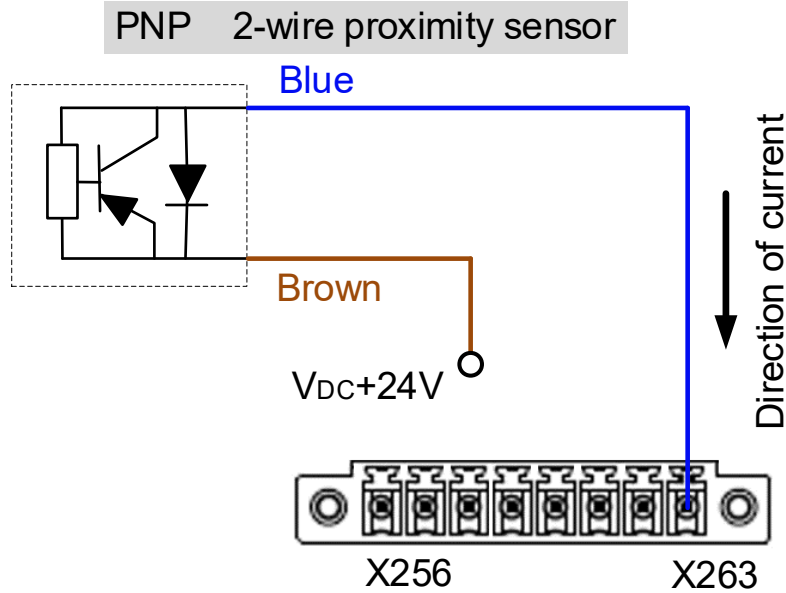 PNP 2-wire proximity sensor
Blue
Brown
VDC+24V
Direction of current
X256
X263